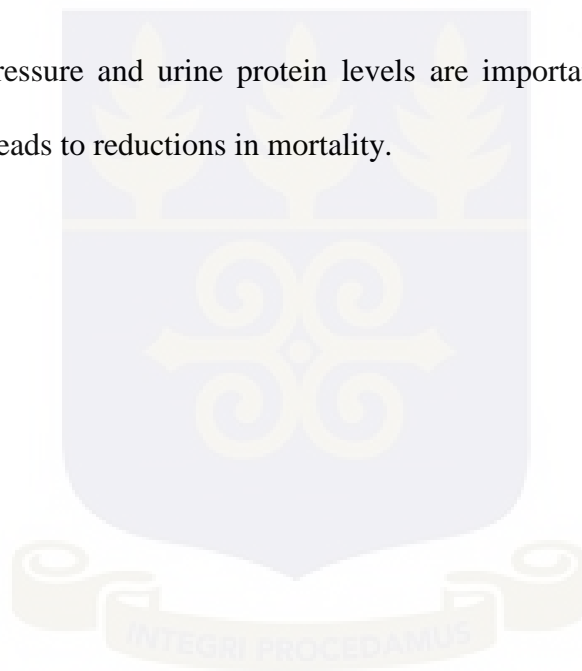 ressure and urine protein levels are importa
eads to reductions in mortality.
INTEGRI PROCEDAMUS